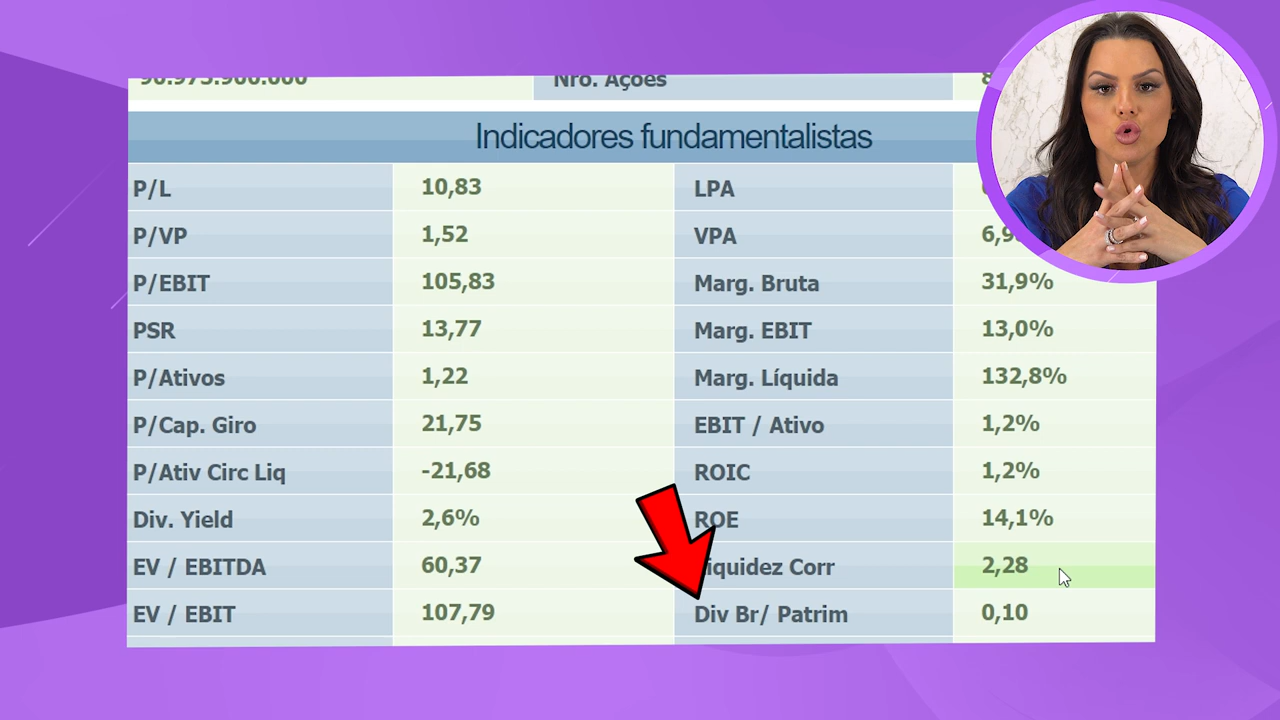 Nro. Ações
Indicadores fundamentalistas
P/L 10,83 LPA
P/VP 1,52 VPA
P/EBIT 105,83 Marg. Bruta 31,9%
PSR 13,77 Marg. EBIT 13,0%
P/Ativos 1,22 Marg. Líquida 132,8%
P/Cap. Giro 21,75 EBIT / Ativo 1,2%
P/Ativ Circ Liq -21,68 ROIC 1,2%
Div. Yield 2,6% ROE 14,1%
EV / EBITDA 60,37 Corr 2,28
EV / EBIT 107,79 Div Br/ Patrim 0,10